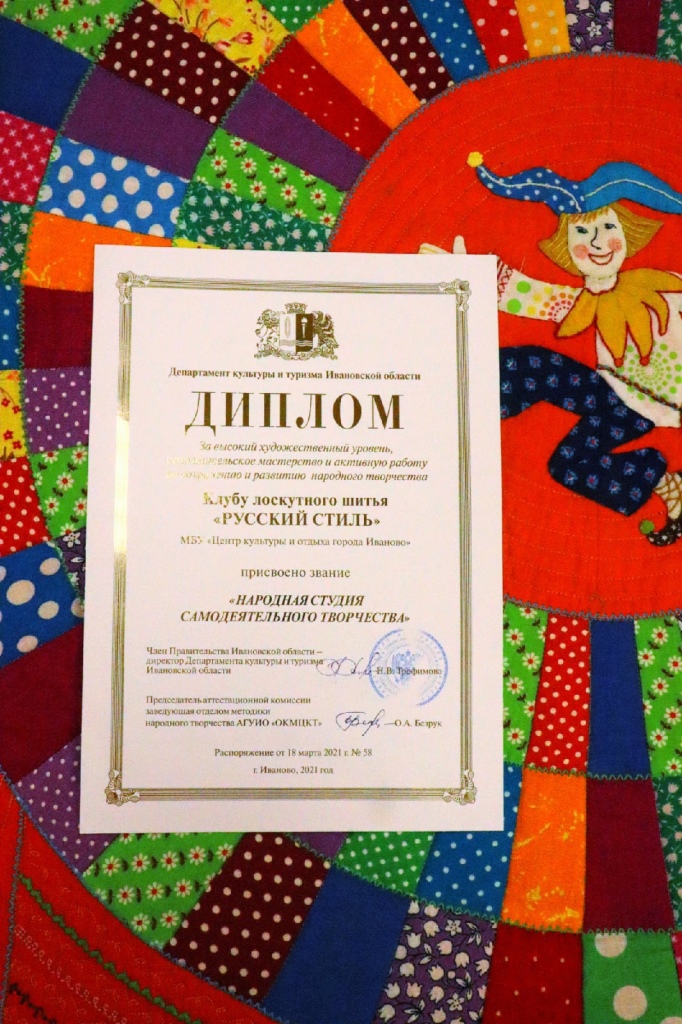 Департамент культуры и туризма Ивановской области
ДИПЛОМ
За высокий художественный уровень,
мастерство и активную работу
и развитию народного творчества
Клубу лоскутного шитья
«РУССКИЙ СТИЛЬ»
МБУ «Центр культуры и отдыха города Иваново»
присвоено звание
«НАРОДНАЯ СТУДИЯ
САМОДЕЯТЕЛЬНОГО ТВОРЧЕСТВА»
Член Правительства Ивановской области –
директор Департамента культуры и туризма
Ивановской области
Н.В. Трофимова
Председатель аттестационной комиссии
заведующая отделом методики
народного творчества АГУИО «ОКМЦКТ»
О.А. Безрук
Распоряжение от 18 марта 2021 г. № 58
г. Иваново, 2021 год